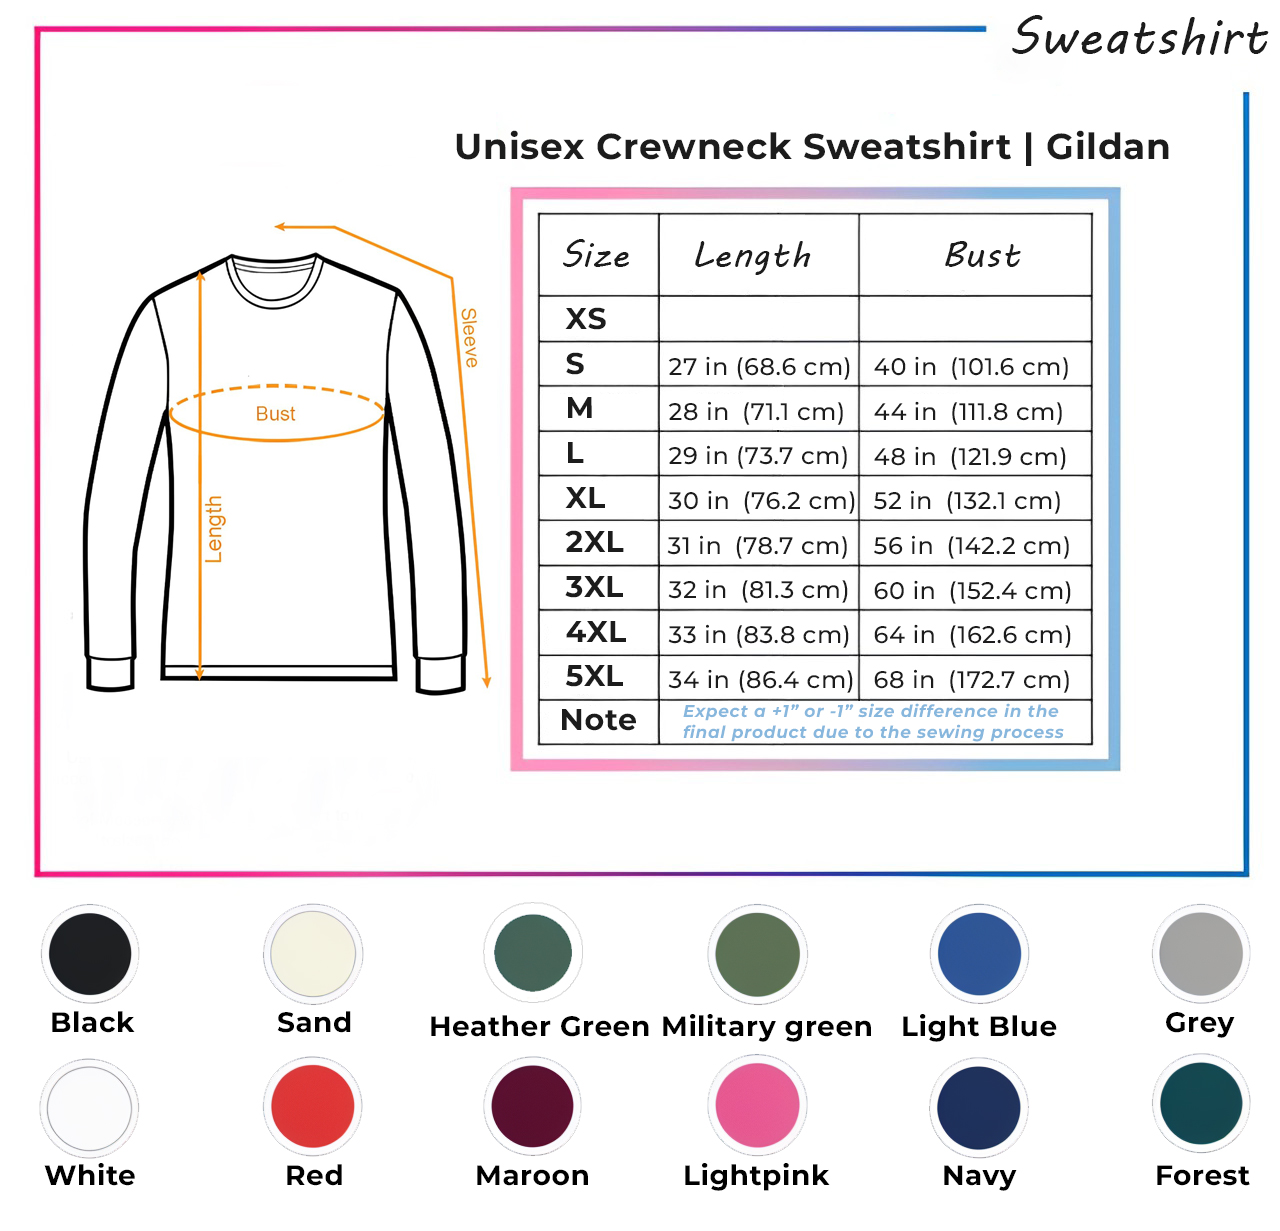 Sweatshirt
Unisex Crewneck Sweatshirt | Gildan
Size Length Bust
XS
S 27 in (68.6 cm) 40 in (101.6 cm)
M 28 in (71.1 cm) 44 in (111.8 cm)
L 29 in (73.7 cm) 48 in (121.9 cm)
XL 30 in (76.2 cm) 52 in (132.1 cm)
2XL 31 in (78.7 cm) 56 in (142.2 cm)
3XL 32 in (81.3 cm) 60 in (152.4 cm)
4XL 33 in (83.8 cm) 64 in (162.6 cm)
5XL 34 in (86.4 cm) 68 in (172.7 cm)
Note Expect a +1” or -1” size difference in the
final product due to the sewing process
Sleeve
Bust
Length
Black Sand Heather Green Military green Light Blue Grey
White Red Maroon Lightpink Navy Forest